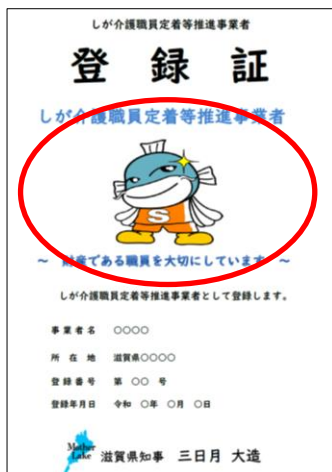 しが介護職員定着等推進事業者
登録証
しが介護職員定着等推進事業者
S
～ 財産である職員を大切にしています ～
しが介護職員定着等推進事業者として登録します。
事業者名 ○○○○
所在地 滋賀県○○○○
登録番号 第 ○○ 号
登録年月日 令和 ○年 ○月 ○日
Mother
Lake 滋賀県知事 三日月 大造